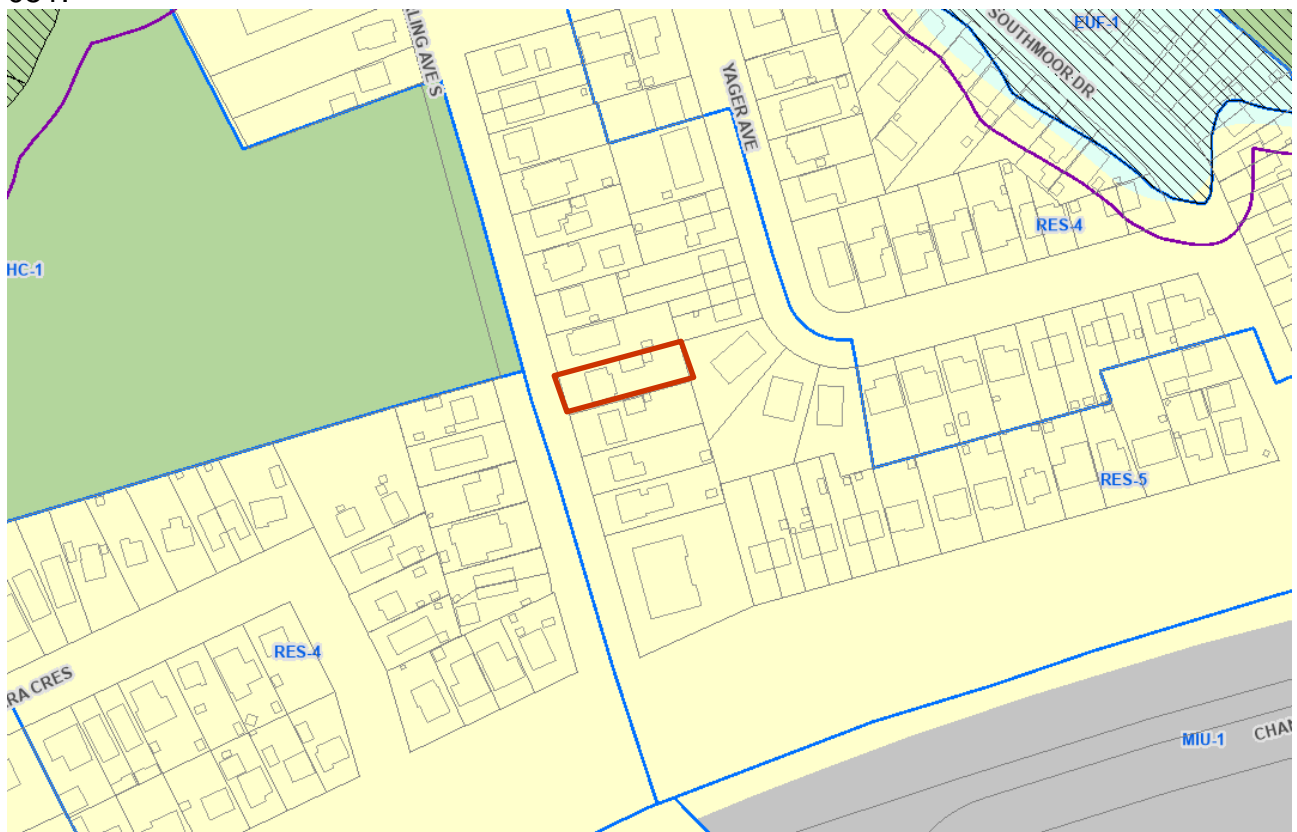 LING AVE S
YAGER AVE
SOUTHMOOR DR
EUF-1
RES-4
HC-1
RES-5
RES-4
RA CRES
MIU-1
CHAN